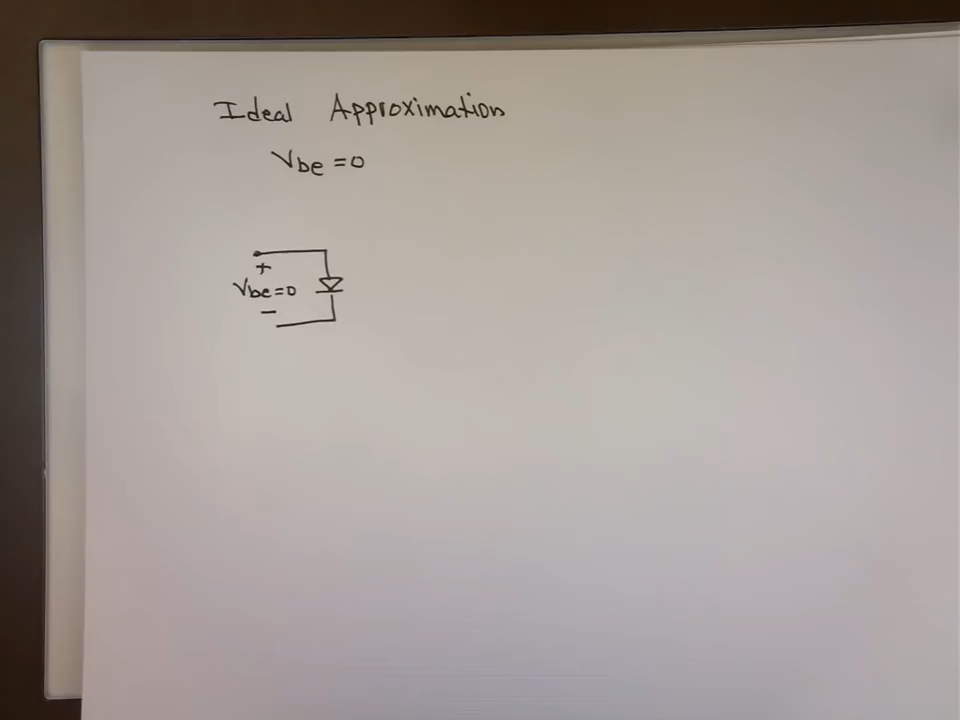 Ideal Approximation
Vbe = 0
+
Vbe = 0
−